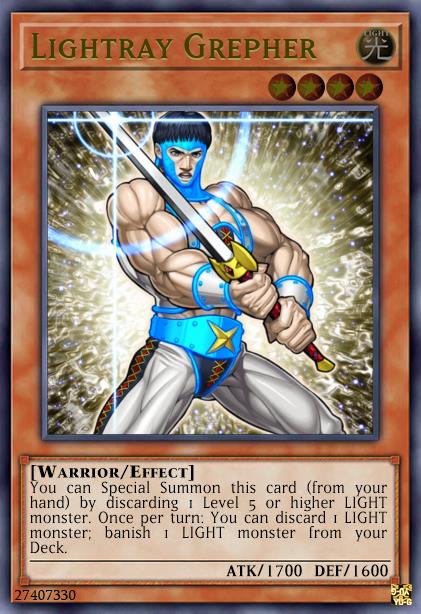 Lightray Grepher
LIGHT
光
[Warrior/Effect]
You can Special Summon this card (from your
hand) by discarding 1 Level 5 or higher LIGHT
monster. Once per turn: You can discard 1 LIGHT
monster; banish 1 LIGHT monster from your
Deck.
ATK/1700 DEF/1600
27407330